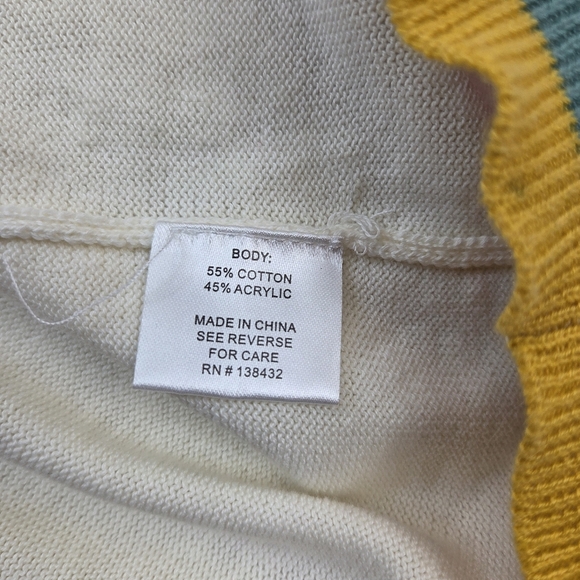 BODY:
55% COTTON
45% ACRYLIC
MADE IN CHINA
SEE REVERSE
FOR CARE
RN # 138432